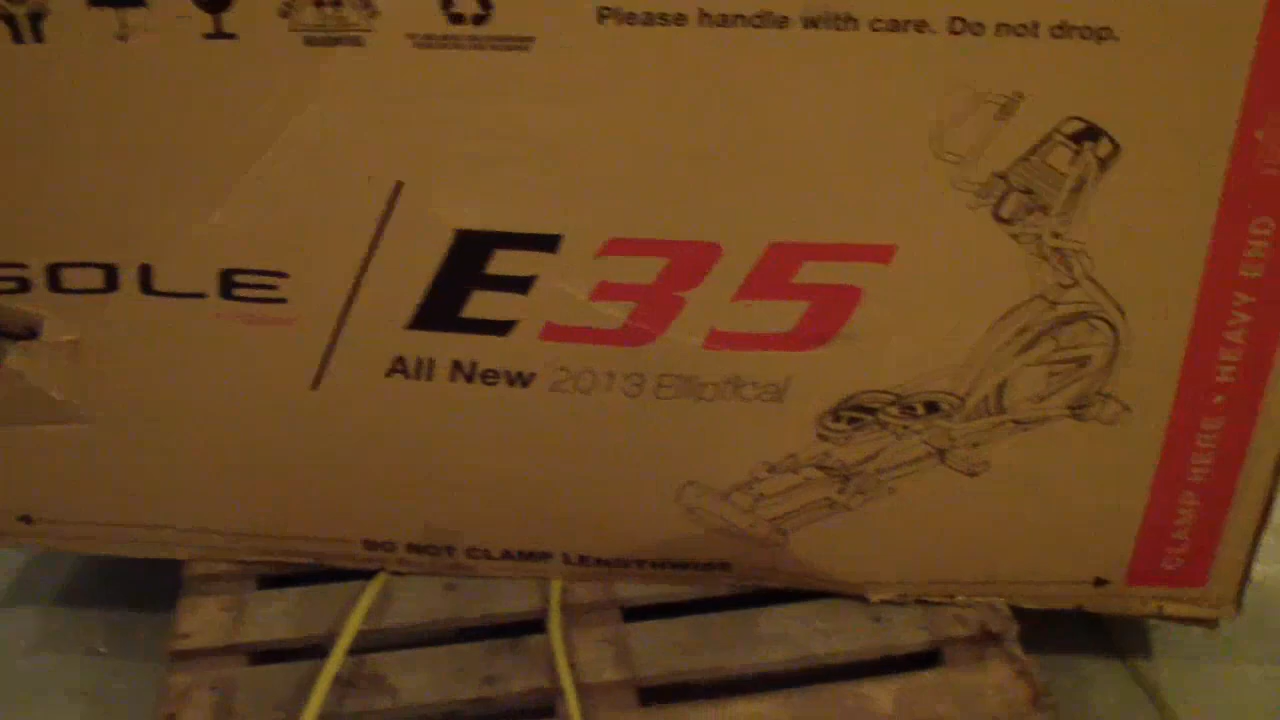 Please handle with care. Do not drop.
SOLE
E35
All New 2013 Elliptical
DO NOT CLAMP LENGTHWISE
CLAMP HERE • HEAVY END